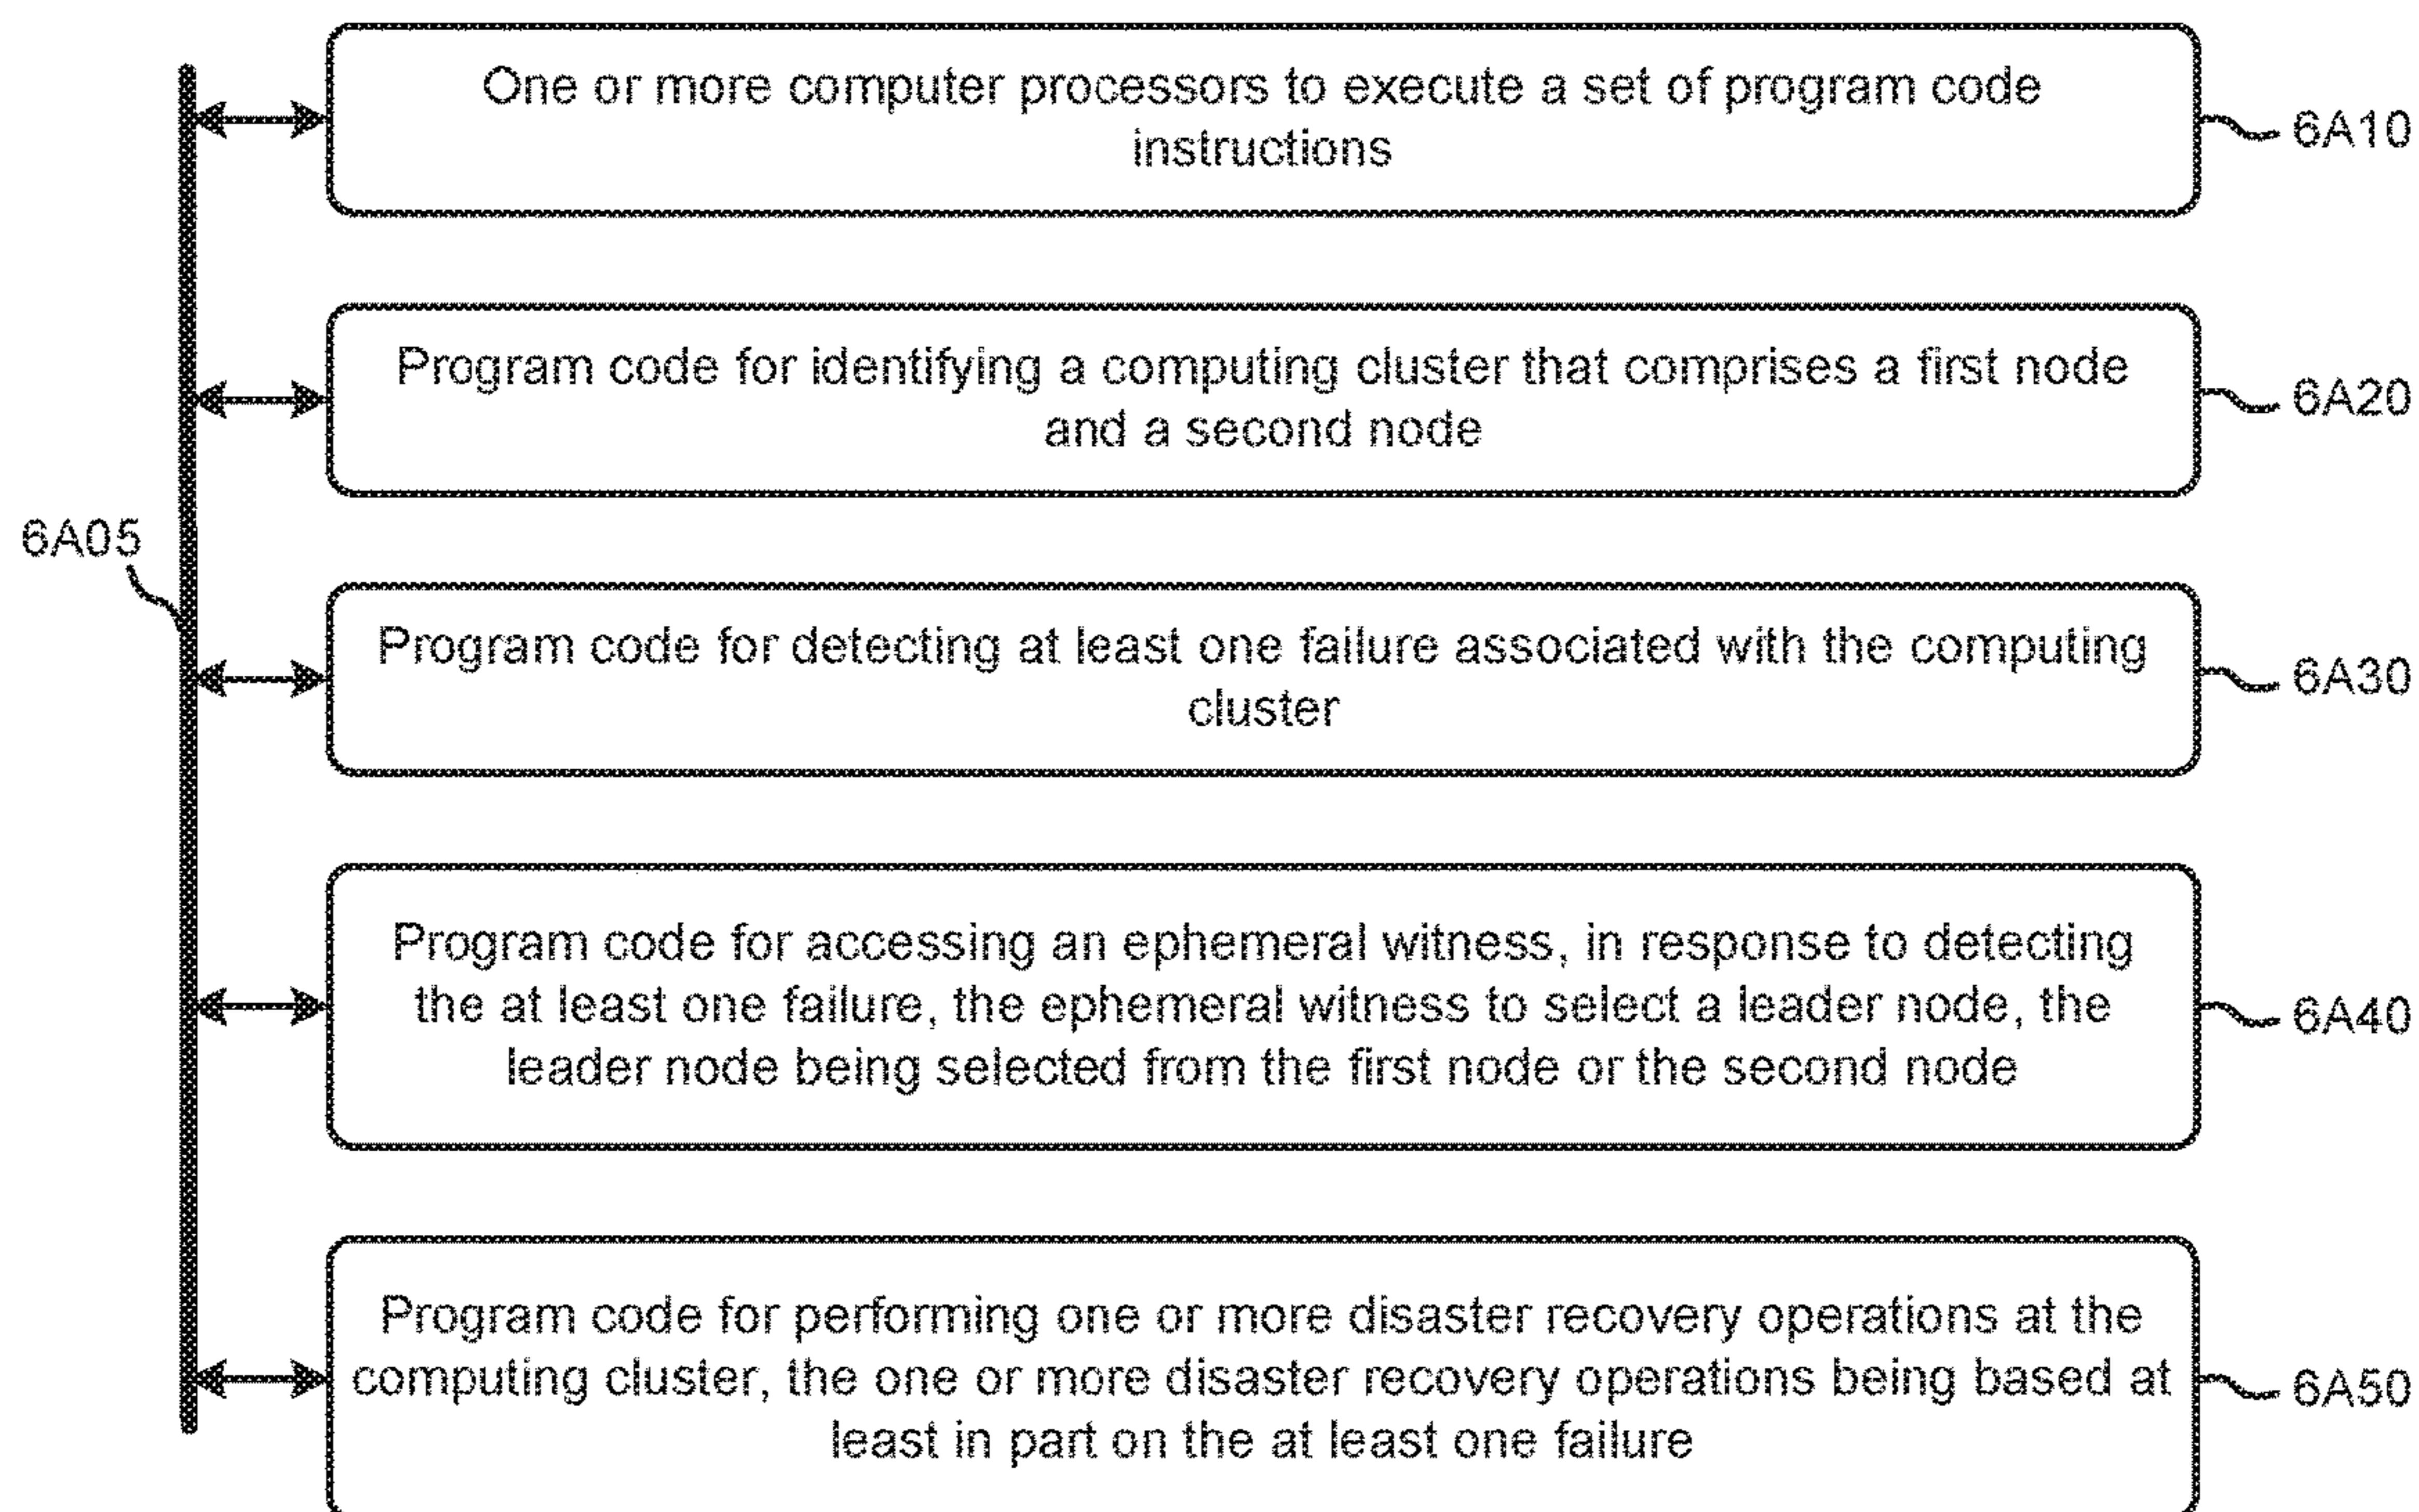 One or more computer processors to execute a set of program code
instructions
6A10
Program code for identifying a computing cluster that comprises a first node
and a second node
6A20
6A05
Program code for detecting at least one failure associated with the computing
cluster
6A30
Program code for accessing an ephemeral witness, in response to detecting
the at least one failure, the ephemeral witness to select a leader node, the
leader node being selected from the first node or the second node
6A40
Program code for performing one or more disaster recovery operations at the
computing cluster, the one or more disaster recovery operations being based at
least in part on the at least one failure
6A50